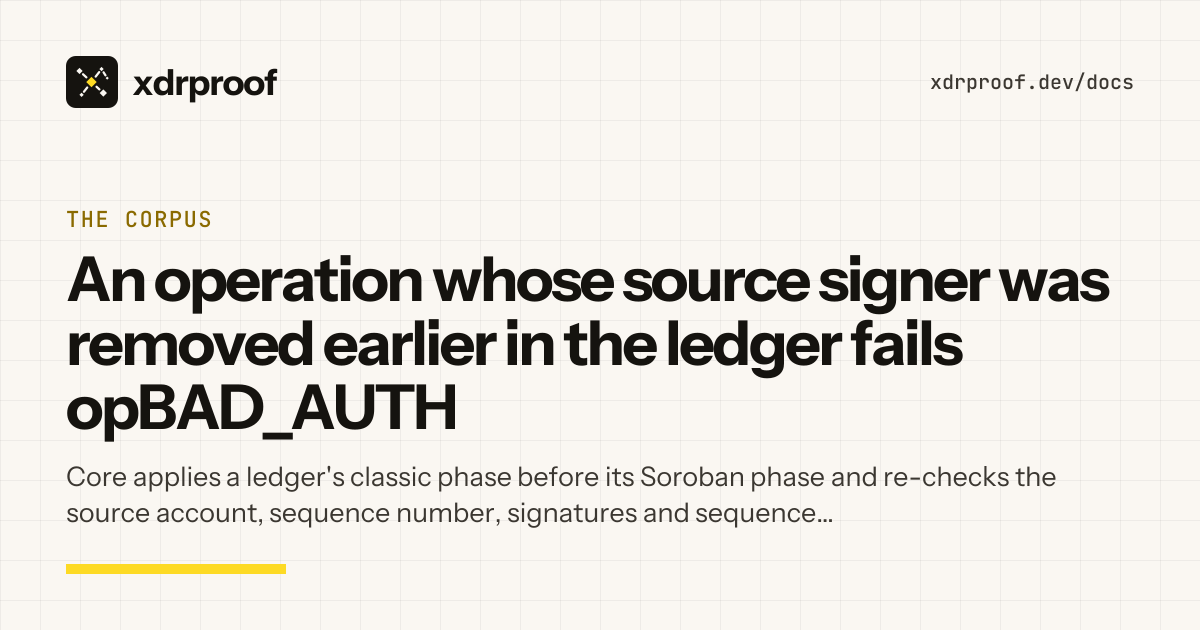 xdrproof
xdrproof.dev/docs
THE CORPUS
An operation whose source signer was
removed earlier in the ledger fails
opBAD_AUTH
Core applies a ledger's classic phase before its Soroban phase and re-checks the
source account, sequence number, signatures and sequence...